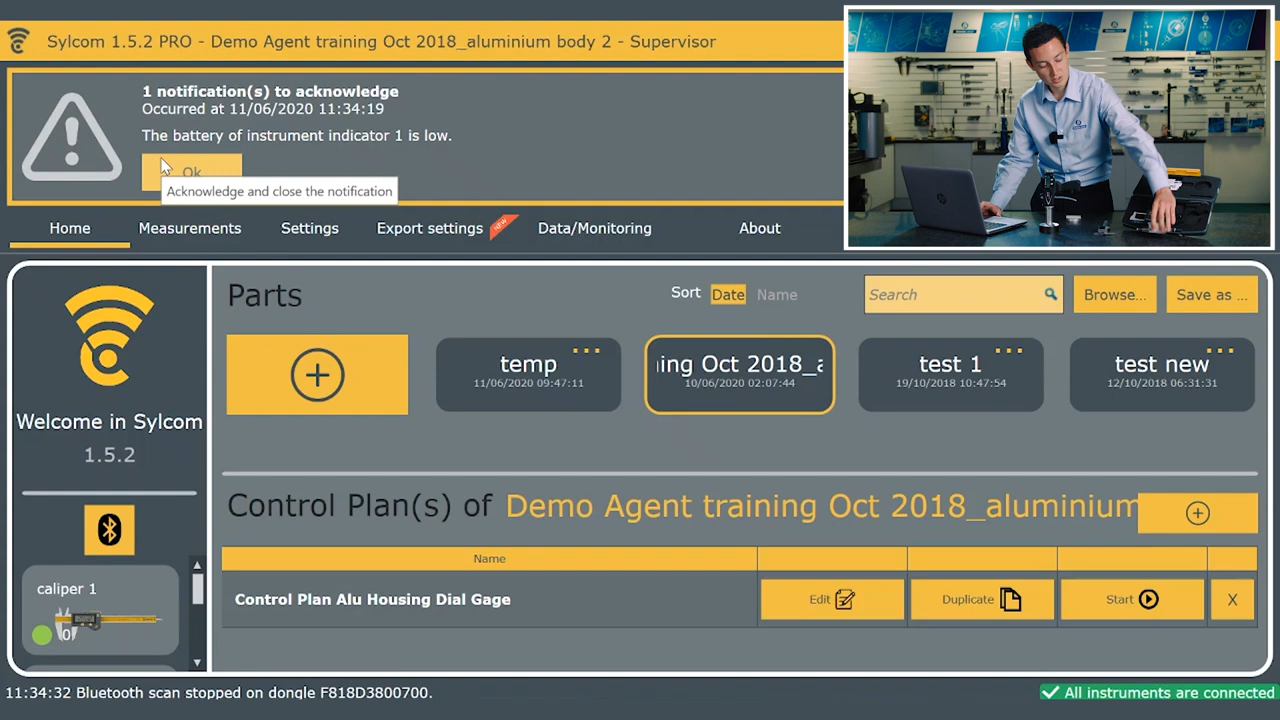 Sylcom 1.5.2 PRO - Demo Agent training Oct 2018_aluminium body 2 - Supervisor
1 notification(s) to acknowledge
Occurred at 11/06/2020 11:34:19
The battery of instrument indicator 1 is low.
Ok
Acknowledge and close the notification
Home Measurements Settings Export settings NEW Data/Monitoring About
Parts
Sort Date Name
Search
Browse...
Save as ...
temp
11/06/2020 09:47:11
ing Oct 2018_a
10/06/2020 02:07:44
test 1
19/10/2018 10:47:54
test new
12/10/2018 06:31:31
Welcome in Sylcom
1.5.2
Control Plan(s) of Demo Agent training Oct 2018_aluminium
Name
Control Plan Alu Housing Dial Gage
Edit
Duplicate
Start
X
caliper 1
0
11:34:32 Bluetooth scan stopped on dongle F818D3800700.
All instruments are connected